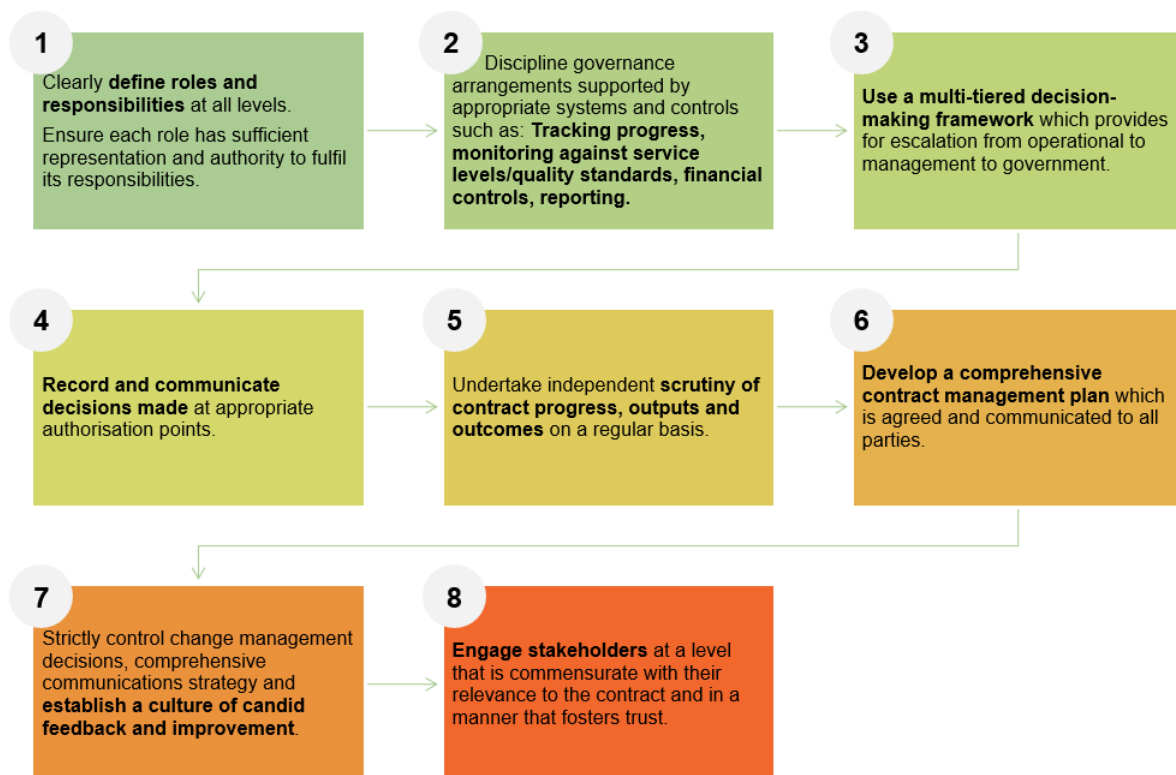 1
Clearly define roles and
responsibilities at all levels.
Ensure each role has sufficient
representation and authority to fulfil
its responsibilities.
2
Discipline governance
arrangements supported by
appropriate systems and controls
such as: Tracking progress,
monitoring against service
levels/quality standards, financial
controls, reporting.
3
Use a multi-tiered decision-
making framework which provides
for escalation from operational to
management to government.
4
Record and communicate
decisions made at appropriate
authorisation points.
5
Undertake independent scrutiny of
contract progress, outputs and
outcomes on a regular basis.
6
Develop a comprehensive
contract management plan which
is agreed and communicated to all
parties.
7
Strictly control change management
decisions, comprehensive
communications strategy and
establish a culture of candid
feedback and improvement.
8
Engage stakeholders at a level
that is commensurate with their
relevance to the contract and in a
manner that fosters trust.